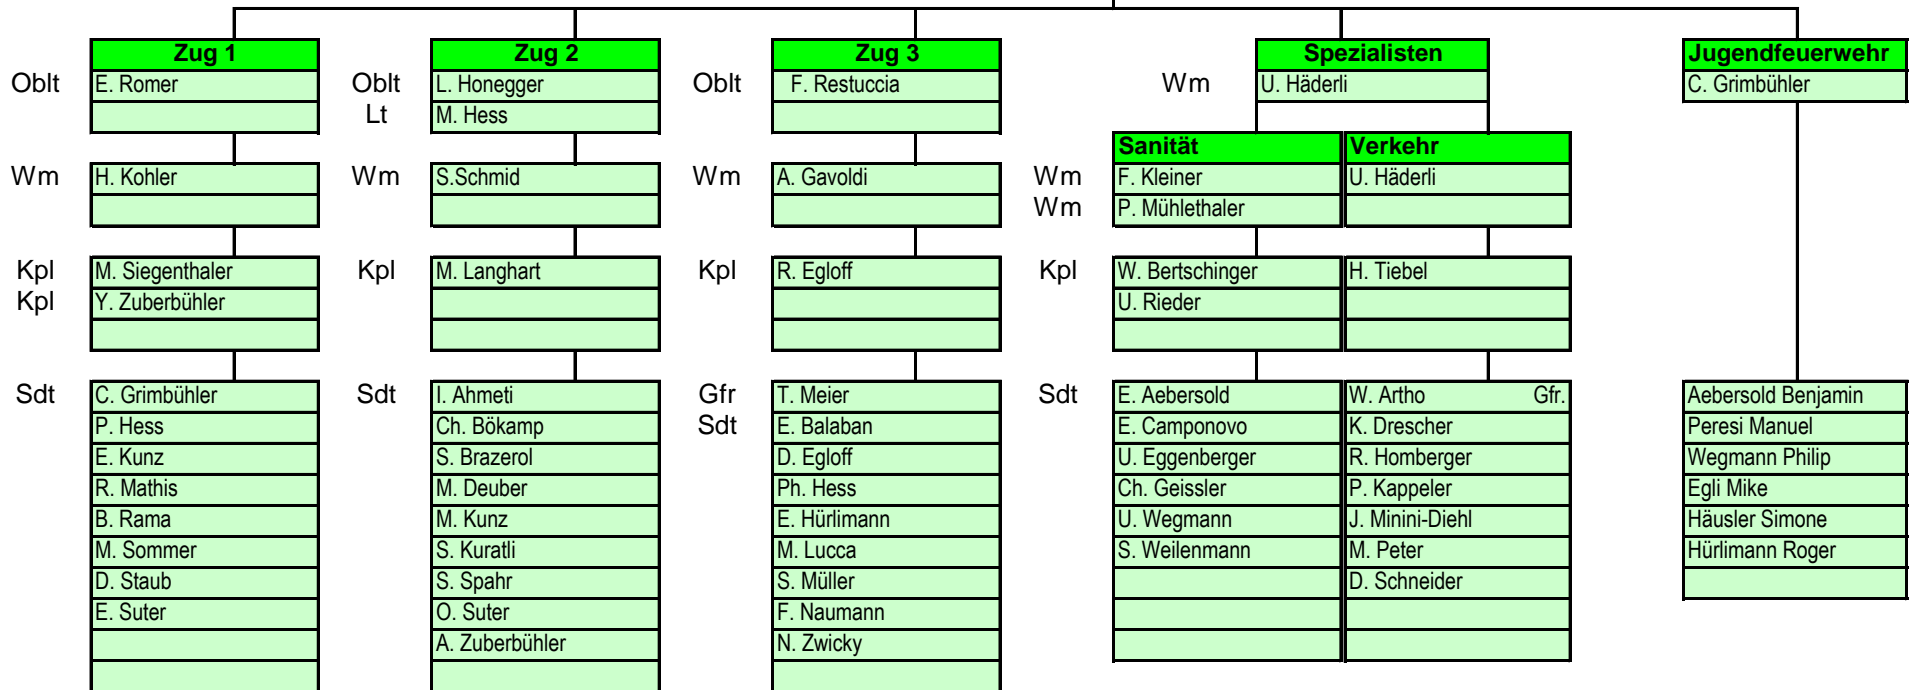 Zug 1 Zug 2 Zug 3 Spezialisten Jugendfeuerwehr
Oblt E. Romer Oblt L. Honegger Oblt F. Restuccia Wm U. Häderli C. Grimbühler
Lt M. Hess
Sanität Verkehr
Wm H. Kohler Wm S.Schmid Wm A. Gavoldi Wm F. Kleiner U. Häderli
Wm P. Mühlethaler
Kpl M. Siegenthaler Kpl M. Langhart Kpl R. Egloff Kpl W. Bertschinger H. Tiebel
Kpl Y. Zuberbühler U. Rieder
Sdt C. Grimbühler Sdt I. Ahmeti Gfr T. Meier Sdt E. Aebersold W. Artho Gfr. Aebersold Benjamin
P. Hess Ch. Bökamp Sdt E. Balaban E. Camponovo K. Drescher Peresi Manuel
E. Kunz S. Brazerol D. Egloff U. Eggenberger R. Homberger Wegmann Philip
R. Mathis M. Deuber Ph. Hess Ch. Geissler P. Kappeler Egli Mike
B. Rama M. Kunz E. Hürlimann U. Wegmann J. Minini-Diehl Häusler Simone
M. Sommer S. Kuratli M. Lucca S. Weilenmann M. Peter Hürlimann Roger
D. Staub S. Spahr S. Müller D. Schneider
E. Suter O. Suter F. Naumann
A. Zuberbühler N. Zwicky